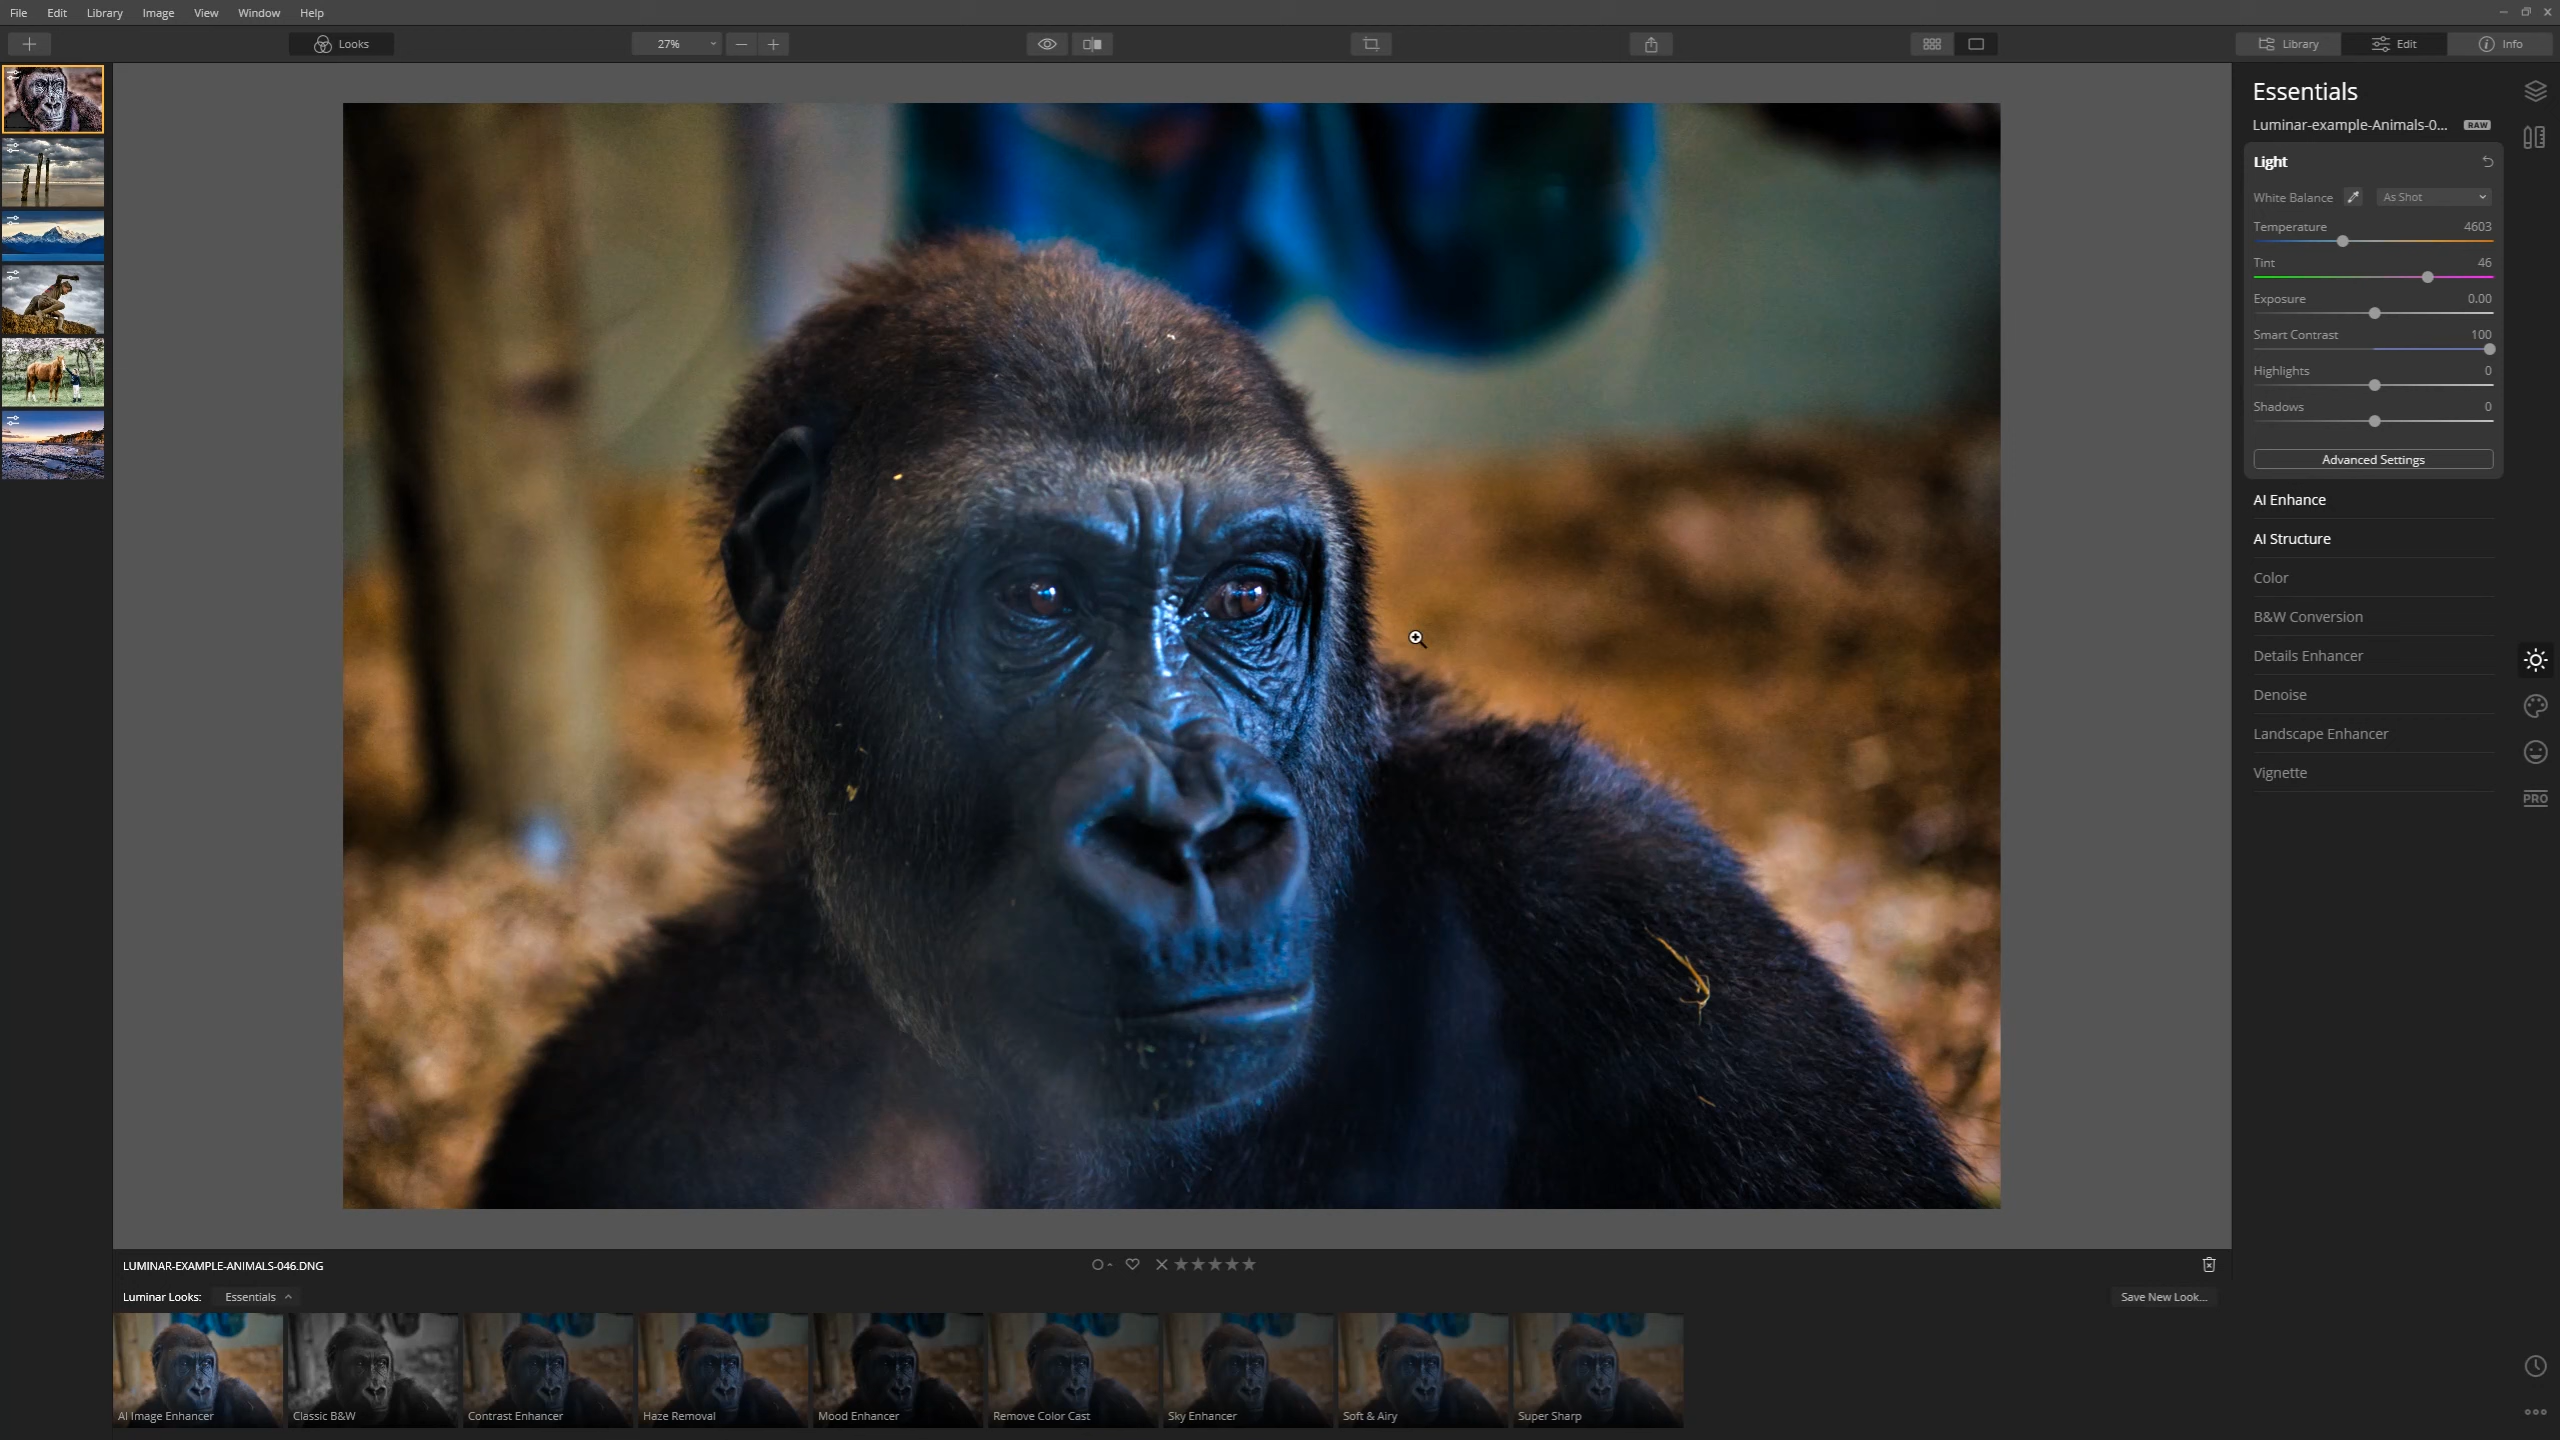 File Edit Library Image View Window Help
Looks 27% Library Edit Info
Essentials
Luminar-example-Animals-0... RAW
Light
White Balance As Shot
Temperature 4603
Tint 46
Exposure 0.00
Smart Contrast 100
Highlights 0
Shadows 0
Advanced Settings
AI Enhance
AI Structure
Color
B&W Conversion
Details Enhancer
Denoise
Landscape Enhancer
Vignette
PRO
LUMINAR-EXAMPLE-ANIMALS-046.DNG
Luminar Looks: Essentials Save New Look...
AI Image Enhancer Classic B&W Contrast Enhancer Haze Removal Mood Enhancer Remove Color Cast Sky Enhancer Soft & Airy Super Sharp